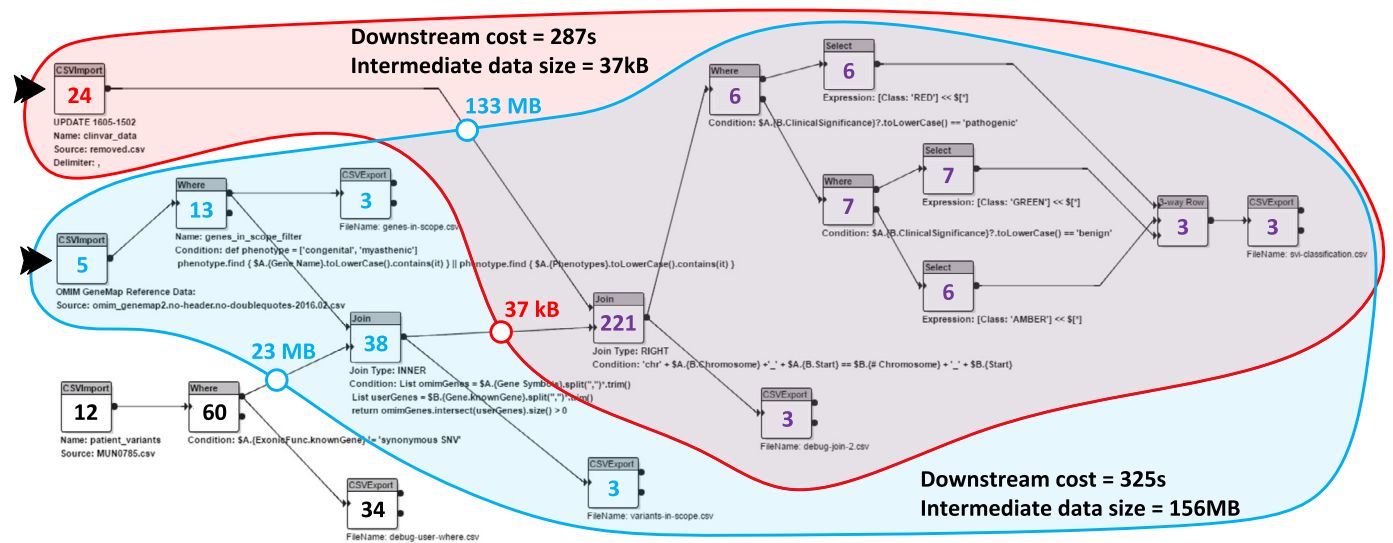 Downstream cost = 287s
Intermediate data size = 37kB
CSVImport
24
UPDATE 1605-1502
Name: clinvar_data
Source: removed.csv
Delimiter: ,
133 MB
Where
6
Condition: $A.{B.ClinicalSignificance}?.toLowerCase() == 'pathogenic'
Select
6
Expression: [Class: 'RED'] << $[*]
Where
7
Condition: $A.{B.ClinicalSignificance}?.toLowerCase() == 'benign'
Select
7
Expression: [Class: 'GREEN'] << $[*]
Select
6
Expression: [Class: 'AMBER'] << $[*]
3-way Row
3
CSVExport
3
FileName: svi-classification.csv
Where
13
Name: genes_in_scope_filter
Condition: def phenotype = ['congenital', 'myasthenic']
phenotype.find { $A.{Gene Name}.toLowerCase().contains(it) } || phenotype.find { $A.{Phenotypes}.toLowerCase().contains(it) }
CSVExport
3
FileName: genes-in-scope.csv
CSVImport
5
OMIM GeneMap Reference Data:
Source: omim_genemap2.no-header.no-doublequotes-2016.02.csv
Join
38
Join Type: INNER
Condition: List omimGenes = $A.{Gene Symbols}.split(",")*.trim()
List userGenes = $B.{Gene.knownGene}.split(",")*.trim()
return omimGenes.intersect(userGenes).size() > 0
37 kB
Join
221
Join Type: RIGHT
Condition: 'chr' + $A.{B.Chromosome} +'_' + $A.{B.Start} == $B.{# Chromosome} + '_' + $B.{Start}
23 MB
CSVImport
12
Name: patient_variants
Source: MUN0785.csv
Where
60
Condition: $A.{ExonicFunc.knownGene} != 'synonymous SNV'
CSVExport
3
FileName: debug-join-2.csv
CSVExport
3
FileName: variants-in-scope.csv
CSVExport
34
FileName: debug-user-where.csv
Downstream cost = 325s
Intermediate data size = 156MB